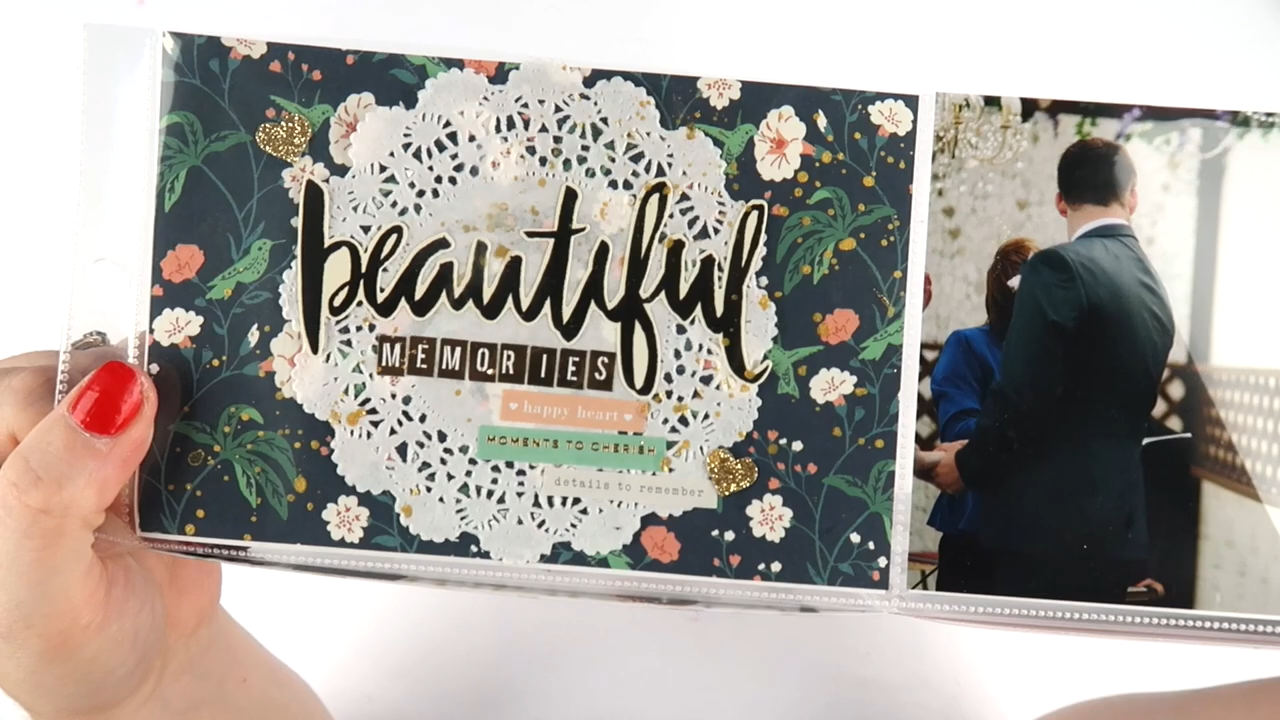 beautiful
MEMORIES
happy heart
MOMENTS TO CHERISH
details to remember